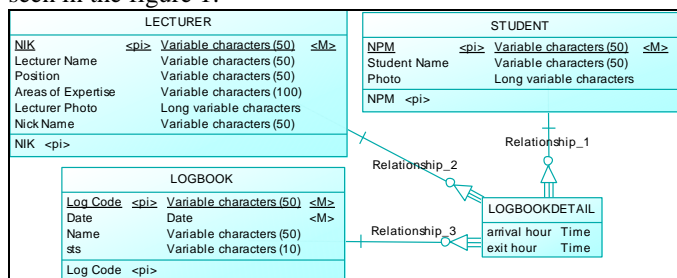 seen in the figure 1.
LECTURER
NIK <pi> Variable characters (50) <M>
Lecturer Name Variable characters (50)
Position Variable characters (50)
Areas of Expertise Variable characters (100)
Lecturer Photo Long variable characters
Nick Name Variable characters (50)
NIK <pi>
STUDENT
NPM <pi> Variable characters (50) <M>
Student Name Variable characters (50)
Photo Long variable characters
NPM <pi>
Relationship_1
Relationship_2
LOGBOOK
Log Code <pi> Variable characters (50) <M>
Date Date <M>
Name Variable characters (50)
sts Variable characters (10)
Log Code <pi>
Relationship_3
LOGBOOKDETAIL
arrival hour Time
exit hour Time